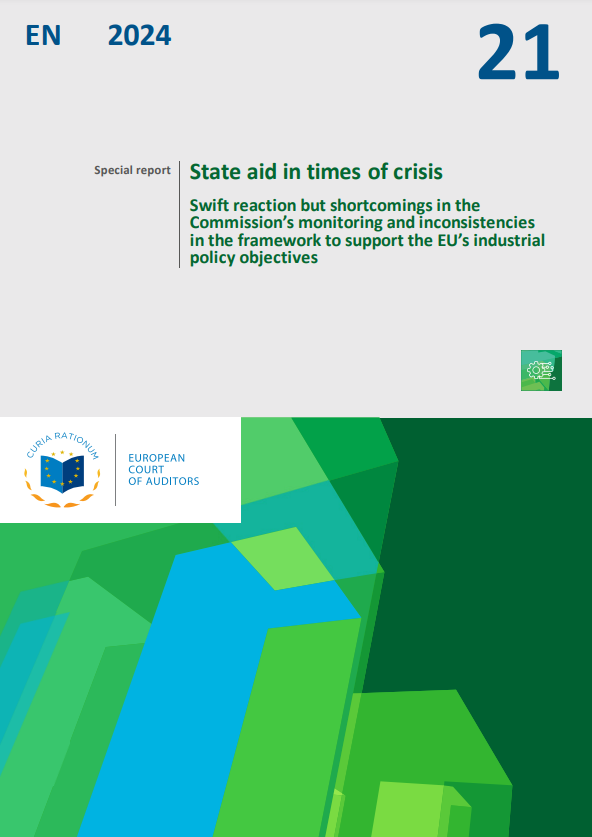 EN 2024
21
Special report
State aid in times of crisis
Swift reaction but shortcomings in the
Commission’s monitoring and inconsistencies
in the framework to support the EU’s industrial
policy objectives
CURIA RATIONUM
EUROPEAN
COURT
OF AUDITORS